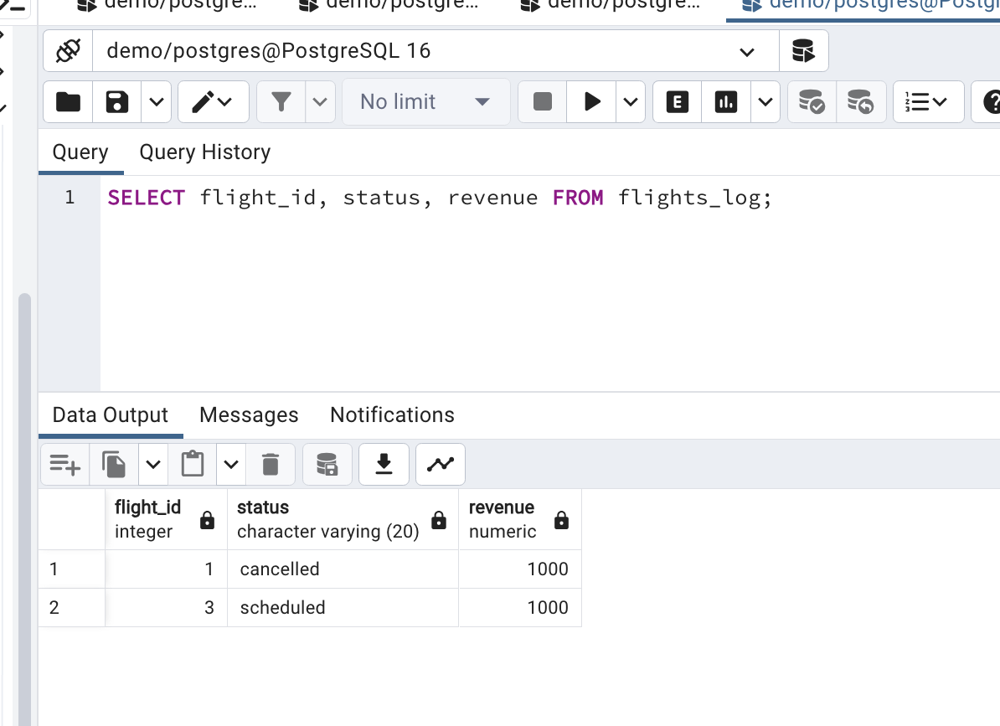 demo/postgre...
demo/postgre...
demo/postgre...
demo/postgres@Postgr
demo/postgres@PostgreSQL 16
No limit
E
Query Query History
1 SELECT flight_id, status, revenue FROM flights_log;
Data Output Messages Notifications
flight_id status revenue
integer character varying (20) numeric
1 1 cancelled 1000
2 3 scheduled 1000